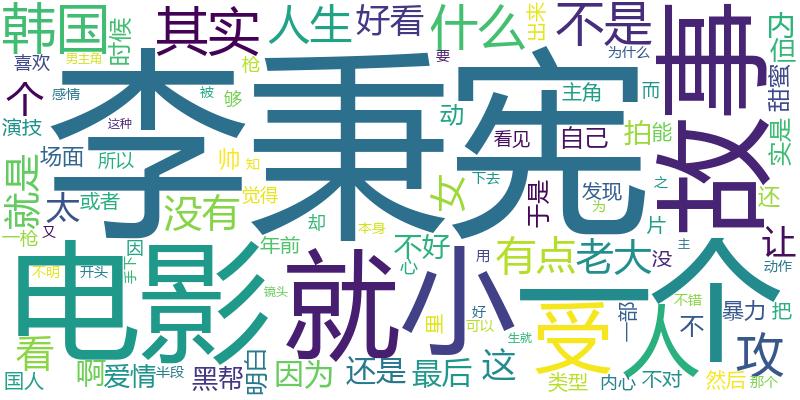 韩国 时候 其实 人生 好看 什么 出来 不是 故事 内 但
喜欢 男主角 枪 要 为什么 甜蜜
个 感情 被 够 李秉宪 动 主角 而
演技 这种 看见 自己 拍 能 实是
场面 所以 帅 知 女
就是 太 或者 没有 觉得 下去 于是 发现 之 还
一枪 又 却 本身 为 片 让
电影 因 年前 就 不好 小 有点 老大 没 一个 主
不明 开头 手下 心 用 动作
镜头 里 好 可以 受 一部 不错 人 不 暴力 把
看 生就 攻
国人 啊 爱情 半段 黑帮 明白 因为 还是 最后 这 类型 内心 不对 然后 那个